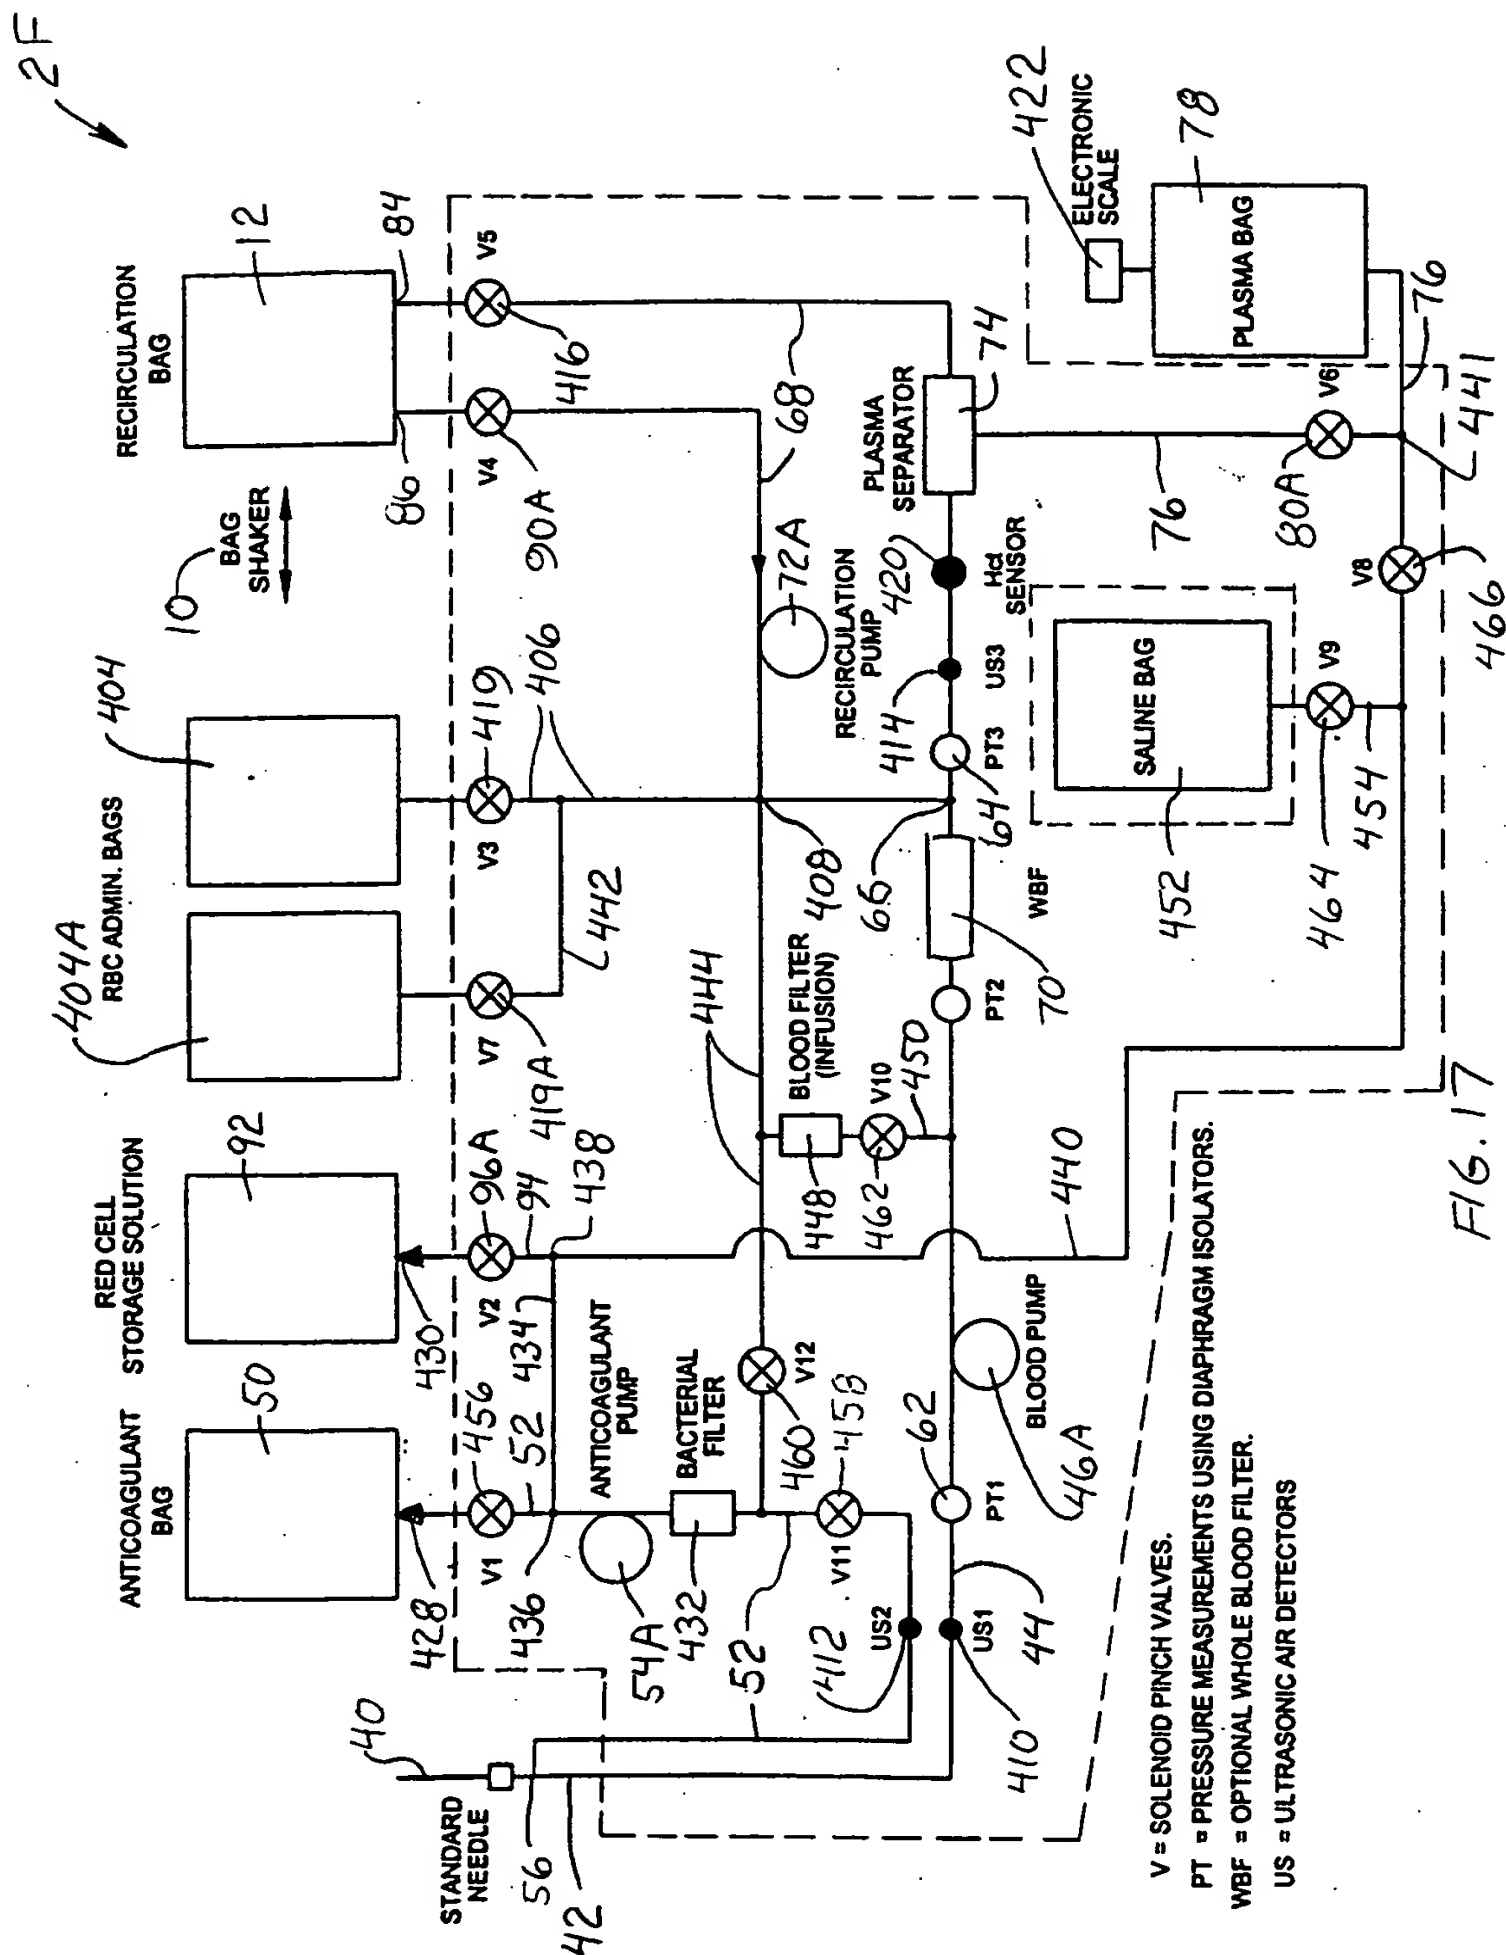 2F
RECIRCULATION
BAG
12
84
86
V5
416
V4
90A
10
BAG
SHAKER
404
RBC ADMIN. BAGS
404A
419
V3
406
V7
419A
442
RED CELL
STORAGE SOLUTION
92
430
96A
V2
94
438
434
ANTICOAGULANT
BAG
50
428
456
V1
52
436
ANTICOAGULANT
PUMP
54A
BACTERIAL
FILTER
432
444
V12
460
458
V11
52
US2
412
68
72A
RECIRCULATION
PUMP
408
66
BLOOD FILTER
(INFUSION)
448
V10
462
450
PLASMA
SEPARATOR
74
420
Hct
SENSOR
414
US3
PT3
64
WBF
70
PT2
BLOOD PUMP
46A
62
PT1
44
US1
410
40
STANDARD
NEEDLE
56
42
440
422
ELECTRONIC
SCALE
78
PLASMA BAG
76
76
V6
80A
441
V8
466
SALINE BAG
452
V9
464
454
V = SOLENOID PINCH VALVES.
PT = PRESSURE MEASUREMENTS USING DIAPHRAGM ISOLATORS.
WBF = OPTIONAL WHOLE BLOOD FILTER.
US = ULTRASONIC AIR DETECTORS
FIG. 17